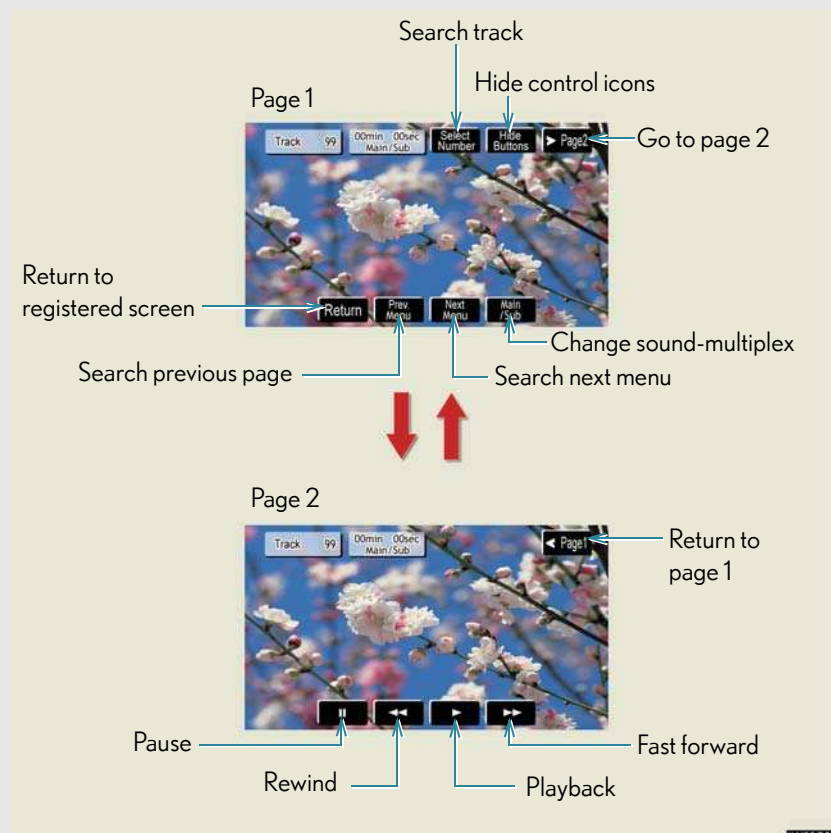 Search track
Hide control icons
Page 1
Track 99
00min 00sec
Main/Sub
Select
Number
Hide
Buttons
> Page2
Go to page 2
Return to
registered screen
Return
Prev.
Menu
Next
Menu
Main
/Sub
Change sound-multiplex
Search previous page
Search next menu
Page 2
Track 99
00min 00sec
Main/Sub
< Page1
Return to
page 1
Pause
Fast forward
Rewind
Playback